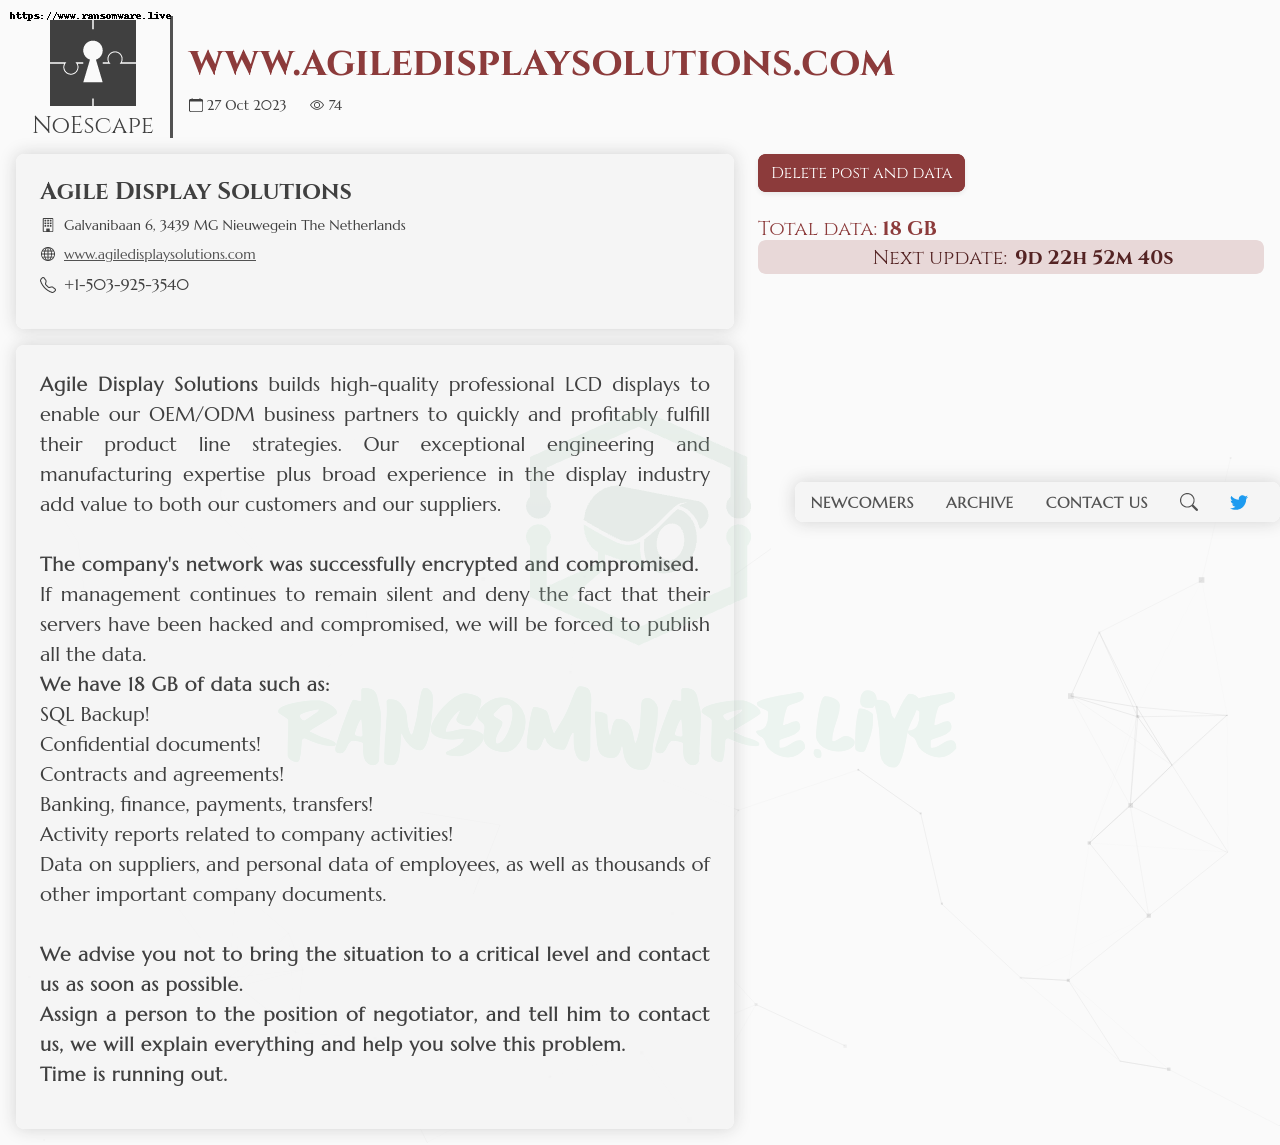 https://www.ransomware.live
NoEscape
www.agiledisplaysolutions.com
27 Oct 2023 74
Agile Display Solutions
Galvanibaan 6, 3439 MG Nieuwegein The Netherlands
www.agiledisplaysolutions.com
+1-503-925-3540
Delete post and data
Total data: 18 GB
Next update: 9d 22h 52m 40s
Agile Display Solutions builds high-quality professional LCD displays to
enable our OEM/ODM business partners to quickly and profitably fulfill
their product line strategies. Our exceptional engineering and
manufacturing expertise plus broad experience in the display industry
add value to both our customers and our suppliers.
NEWCOMERS ARCHIVE CONTACT US
The company's network was successfully encrypted and compromised.
If management continues to remain silent and deny the fact that their
servers have been hacked and compromised, we will be forced to publish
all the data.
We have 18 GB of data such as:
SQL Backup!
Confidential documents!
Contracts and agreements!
Banking, finance, payments, transfers!
Activity reports related to company activities!
Data on suppliers, and personal data of employees, as well as thousands of
other important company documents.
We advise you not to bring the situation to a critical level and contact
us as soon as possible.
Assign a person to the position of negotiator, and tell him to contact
us, we will explain everything and help you solve this problem.
Time is running out.
RANSOMWARE.LIVE